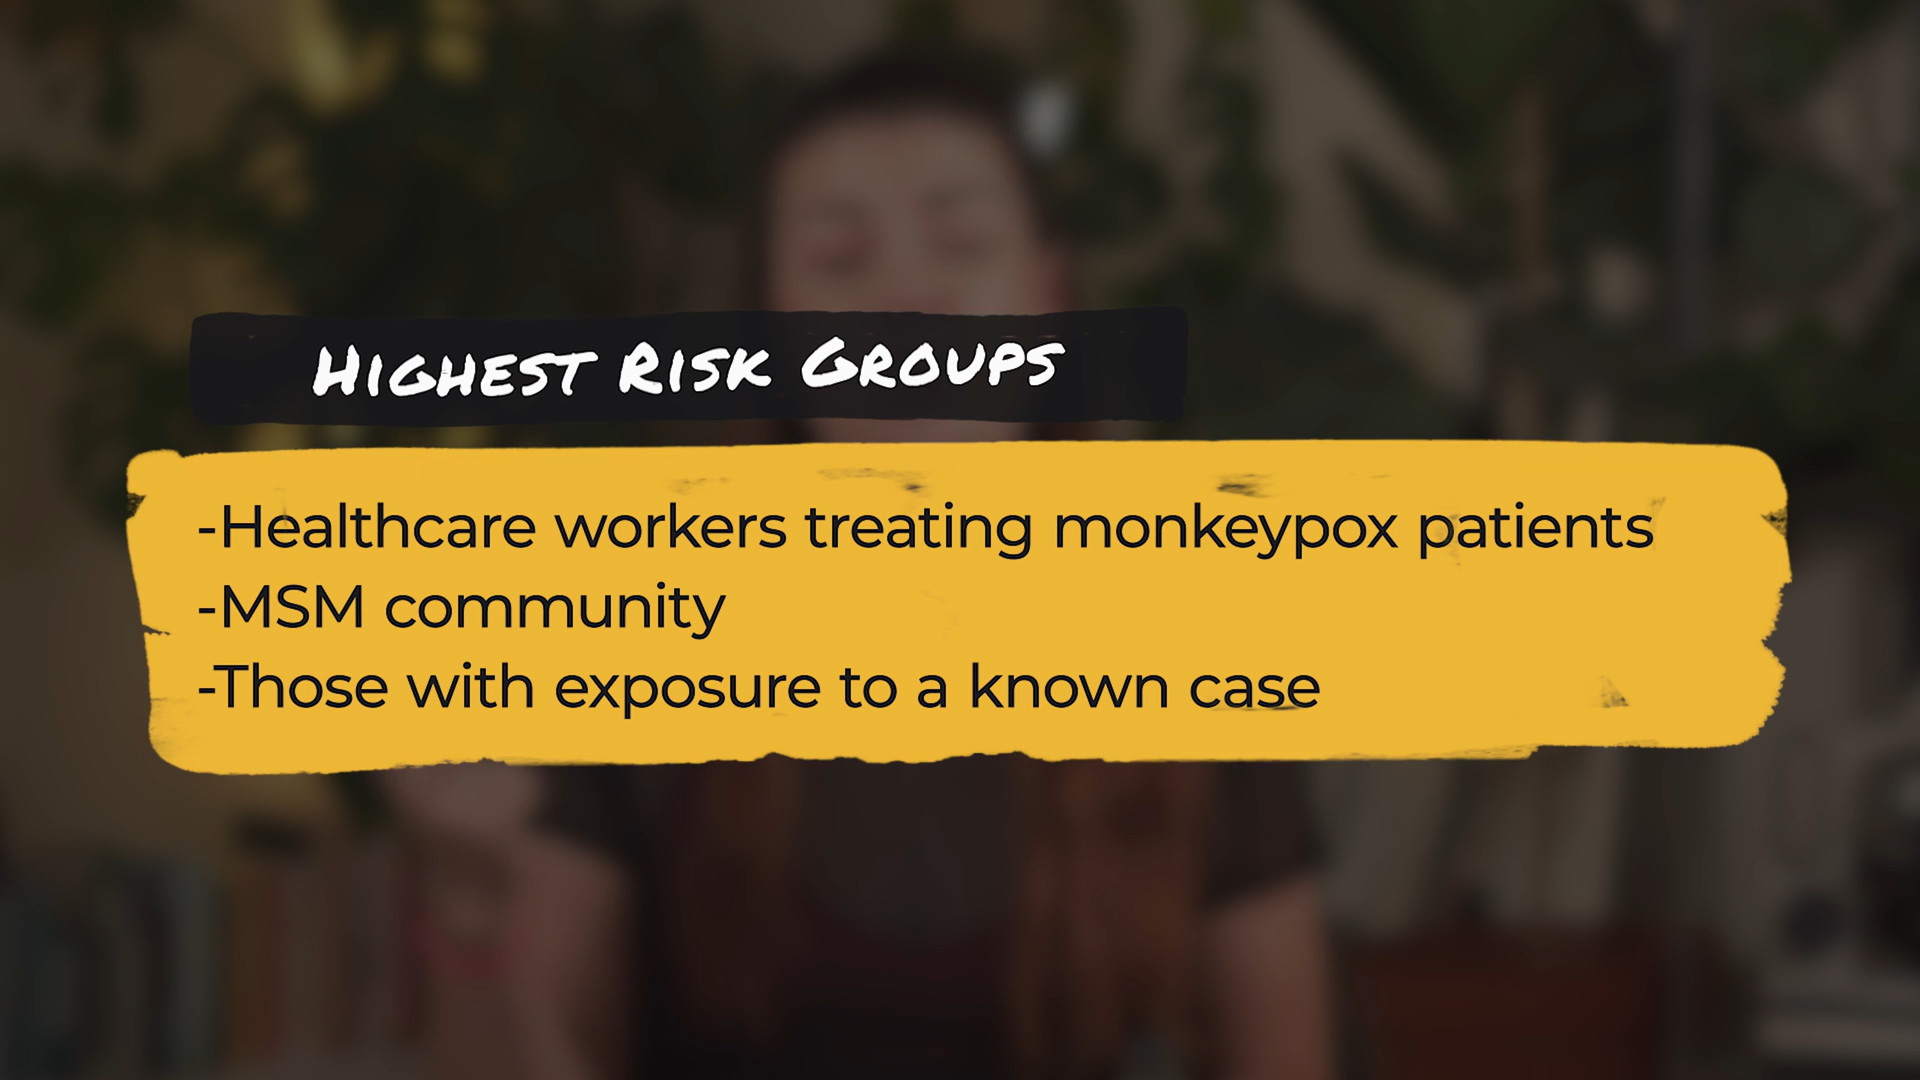 Highest Risk Groups
-Healthcare workers treating monkeypox patients
-MSM community
-Those with exposure to a known case